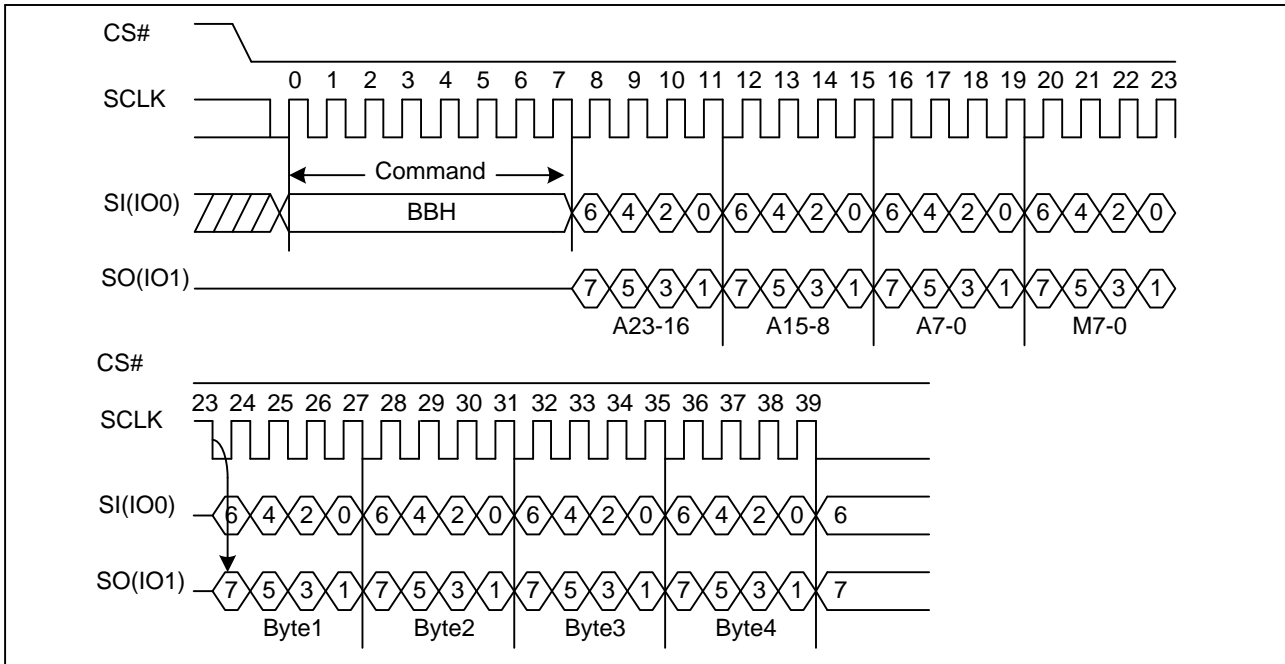 CS#
0 1 2 3 4 5 6 7 8 9 10 11 12 13 14 15 16 17 18 19 20 21 22 23
SCLK
Command
SI(IO0) BBH 6 4 2 0 6 4 2 0 6 4 2 0 6 4 2 0
SO(IO1) 7 5 3 1 7 5 3 1 7 5 3 1 7 5 3 1
A23-16 A15-8 A7-0 M7-0
CS#
23 24 25 26 27 28 29 30 31 32 33 34 35 36 37 38 39
SCLK
SI(IO0) 6 4 2 0 6 4 2 0 6 4 2 0 6 4 2 0 6
SO(IO1) 7 5 3 1 7 5 3 1 7 5 3 1 7 5 3 1 7
Byte1 Byte2 Byte3 Byte4